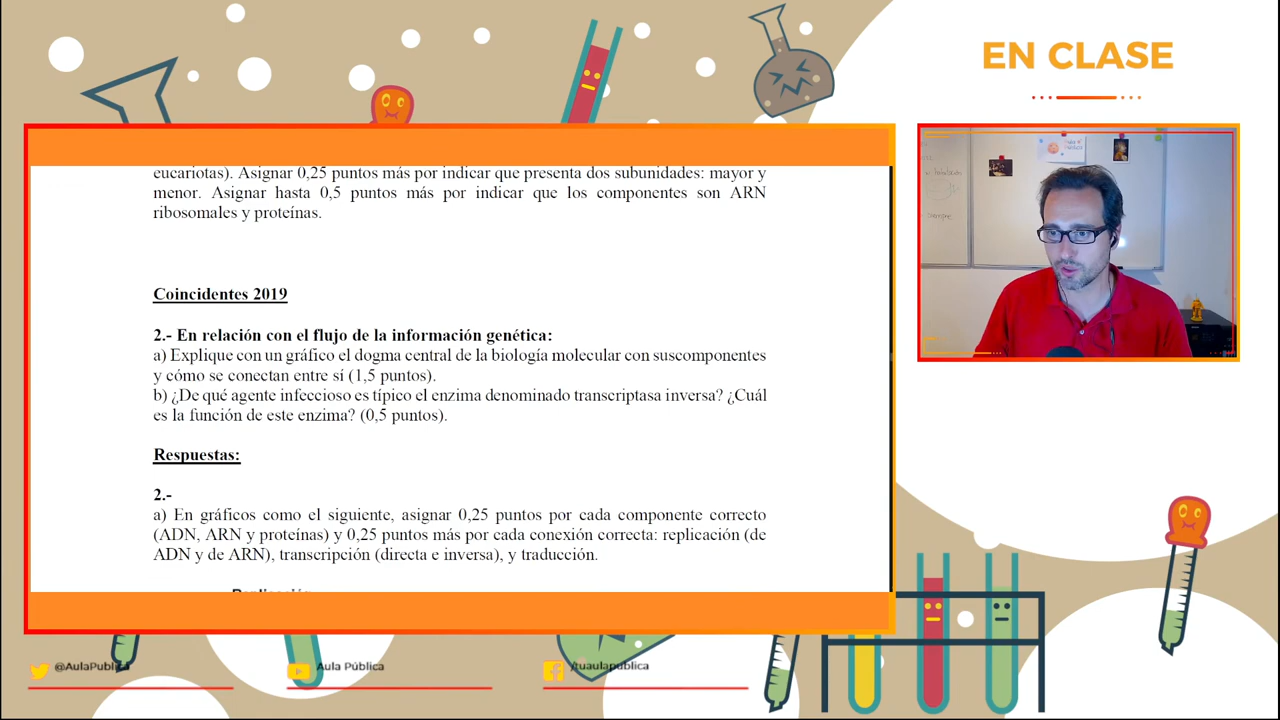 EN CLASE
eucariotas). Asignar 0,25 puntos más por indicar que presenta dos subunidades: mayor y
menor. Asignar hasta 0,5 puntos más por indicar que los componentes son ARN
ribosomales y proteínas.
Coincidentes 2019
2.- En relación con el flujo de la información genética:
a) Explique con un gráfico el dogma central de la biología molecular con suscomponentes
y cómo se conectan entre sí (1,5 puntos).
b) ¿De qué agente infeccioso es típico el enzima denominado transcriptasa inversa? ¿Cuál
es la función de este enzima? (0,5 puntos).
Respuestas:
2.-
a) En gráficos como el siguiente, asignar 0,25 puntos por cada componente correcto
(ADN, ARN y proteínas) y 0,25 puntos más por cada conexión correcta: replicación (de
ADN y de ARN), transcripción (directa e inversa), y traducción.
@AulaPublica
Aula Pública
/tuaulapublica